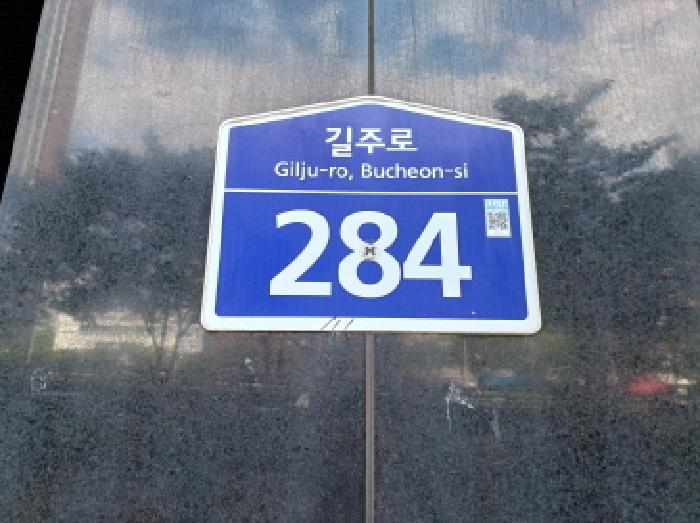 길주로
Gilju-ro, Bucheon-si
284